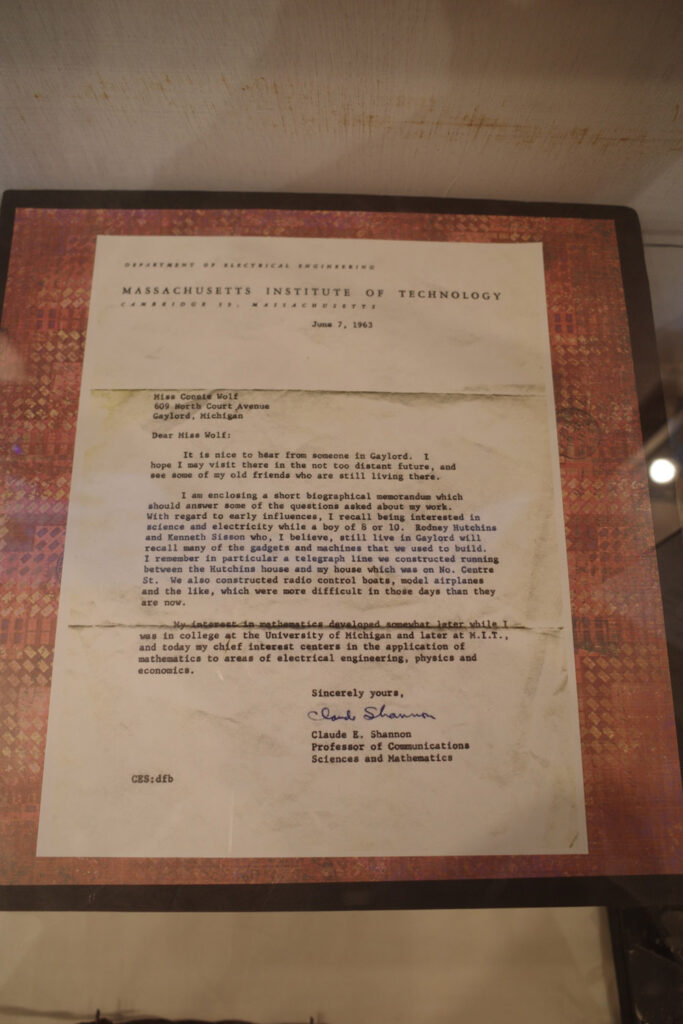 DEPARTMENT OF ELECTRICAL ENGINEERING
MASSACHUSETTS INSTITUTE OF TECHNOLOGY
CAMBRIDGE 39, MASSACHUSETTS
June 7, 1963
Miss Connie Wolf
609 North Court Avenue
Gaylord, Michigan
Dear Miss Wolf:
It is nice to hear from someone in Gaylord. I
hope I may visit there in the not too distant future, and
see some of my old friends who are still living there.
I am enclosing a short biographical memorandum which
should answer some of the questions asked about my work.
With regard to early influences, I recall being interested in
science and electricity while a boy of 8 or 10. Rodney Hutchins
and Kenneth Sisson who, I believe, still live in Gaylord will
recall many of the gadgets and machines that we used to build.
I remember in particular a telegraph line we constructed running
between the Hutchins house and my house which was on No. Centre
St. We also constructed radio control boats, model airplanes
and the like, which were more difficult in those days than they
are now.
My interest in mathematics developed somewhat later while I
was in college at the University of Michigan and later at M.I.T.,
and today my chief interest centers in the application of
mathematics to areas of electrical engineering, physics and
economics.
Sincerely yours,
Claude Shannon
Claude E. Shannon
Professor of Communications
Sciences and Mathematics
CES:dfb